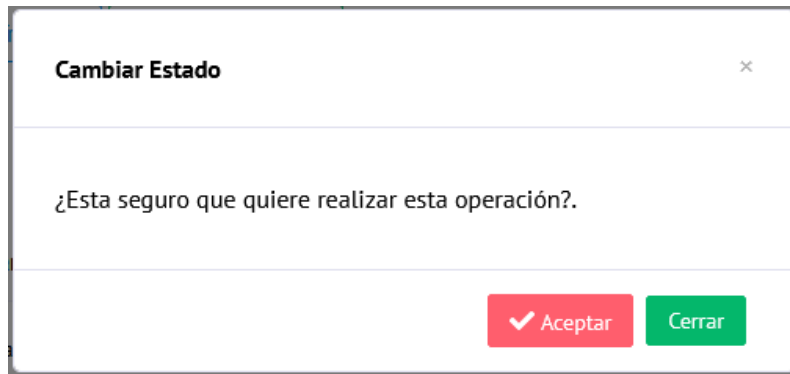 Cambiar Estado ×
¿Esta seguro que quiere realizar esta operación?.
Aceptar Cerrar